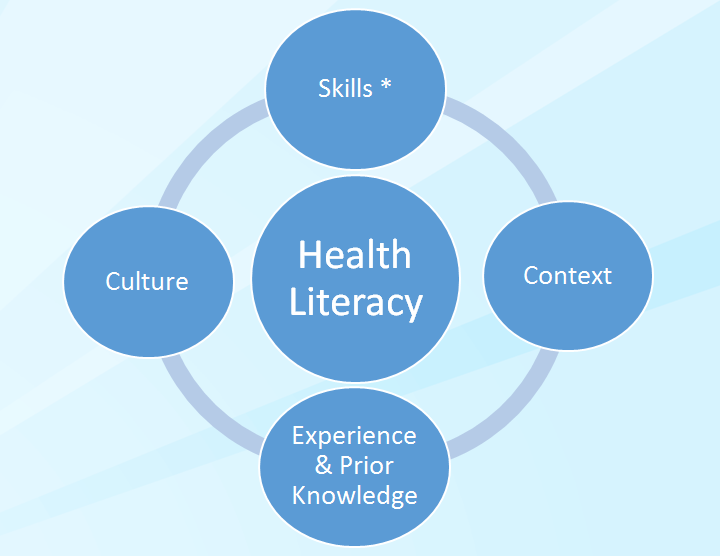 Skills *
Health
Literacy
Culture
Context
Experience
& Prior
Knowledge